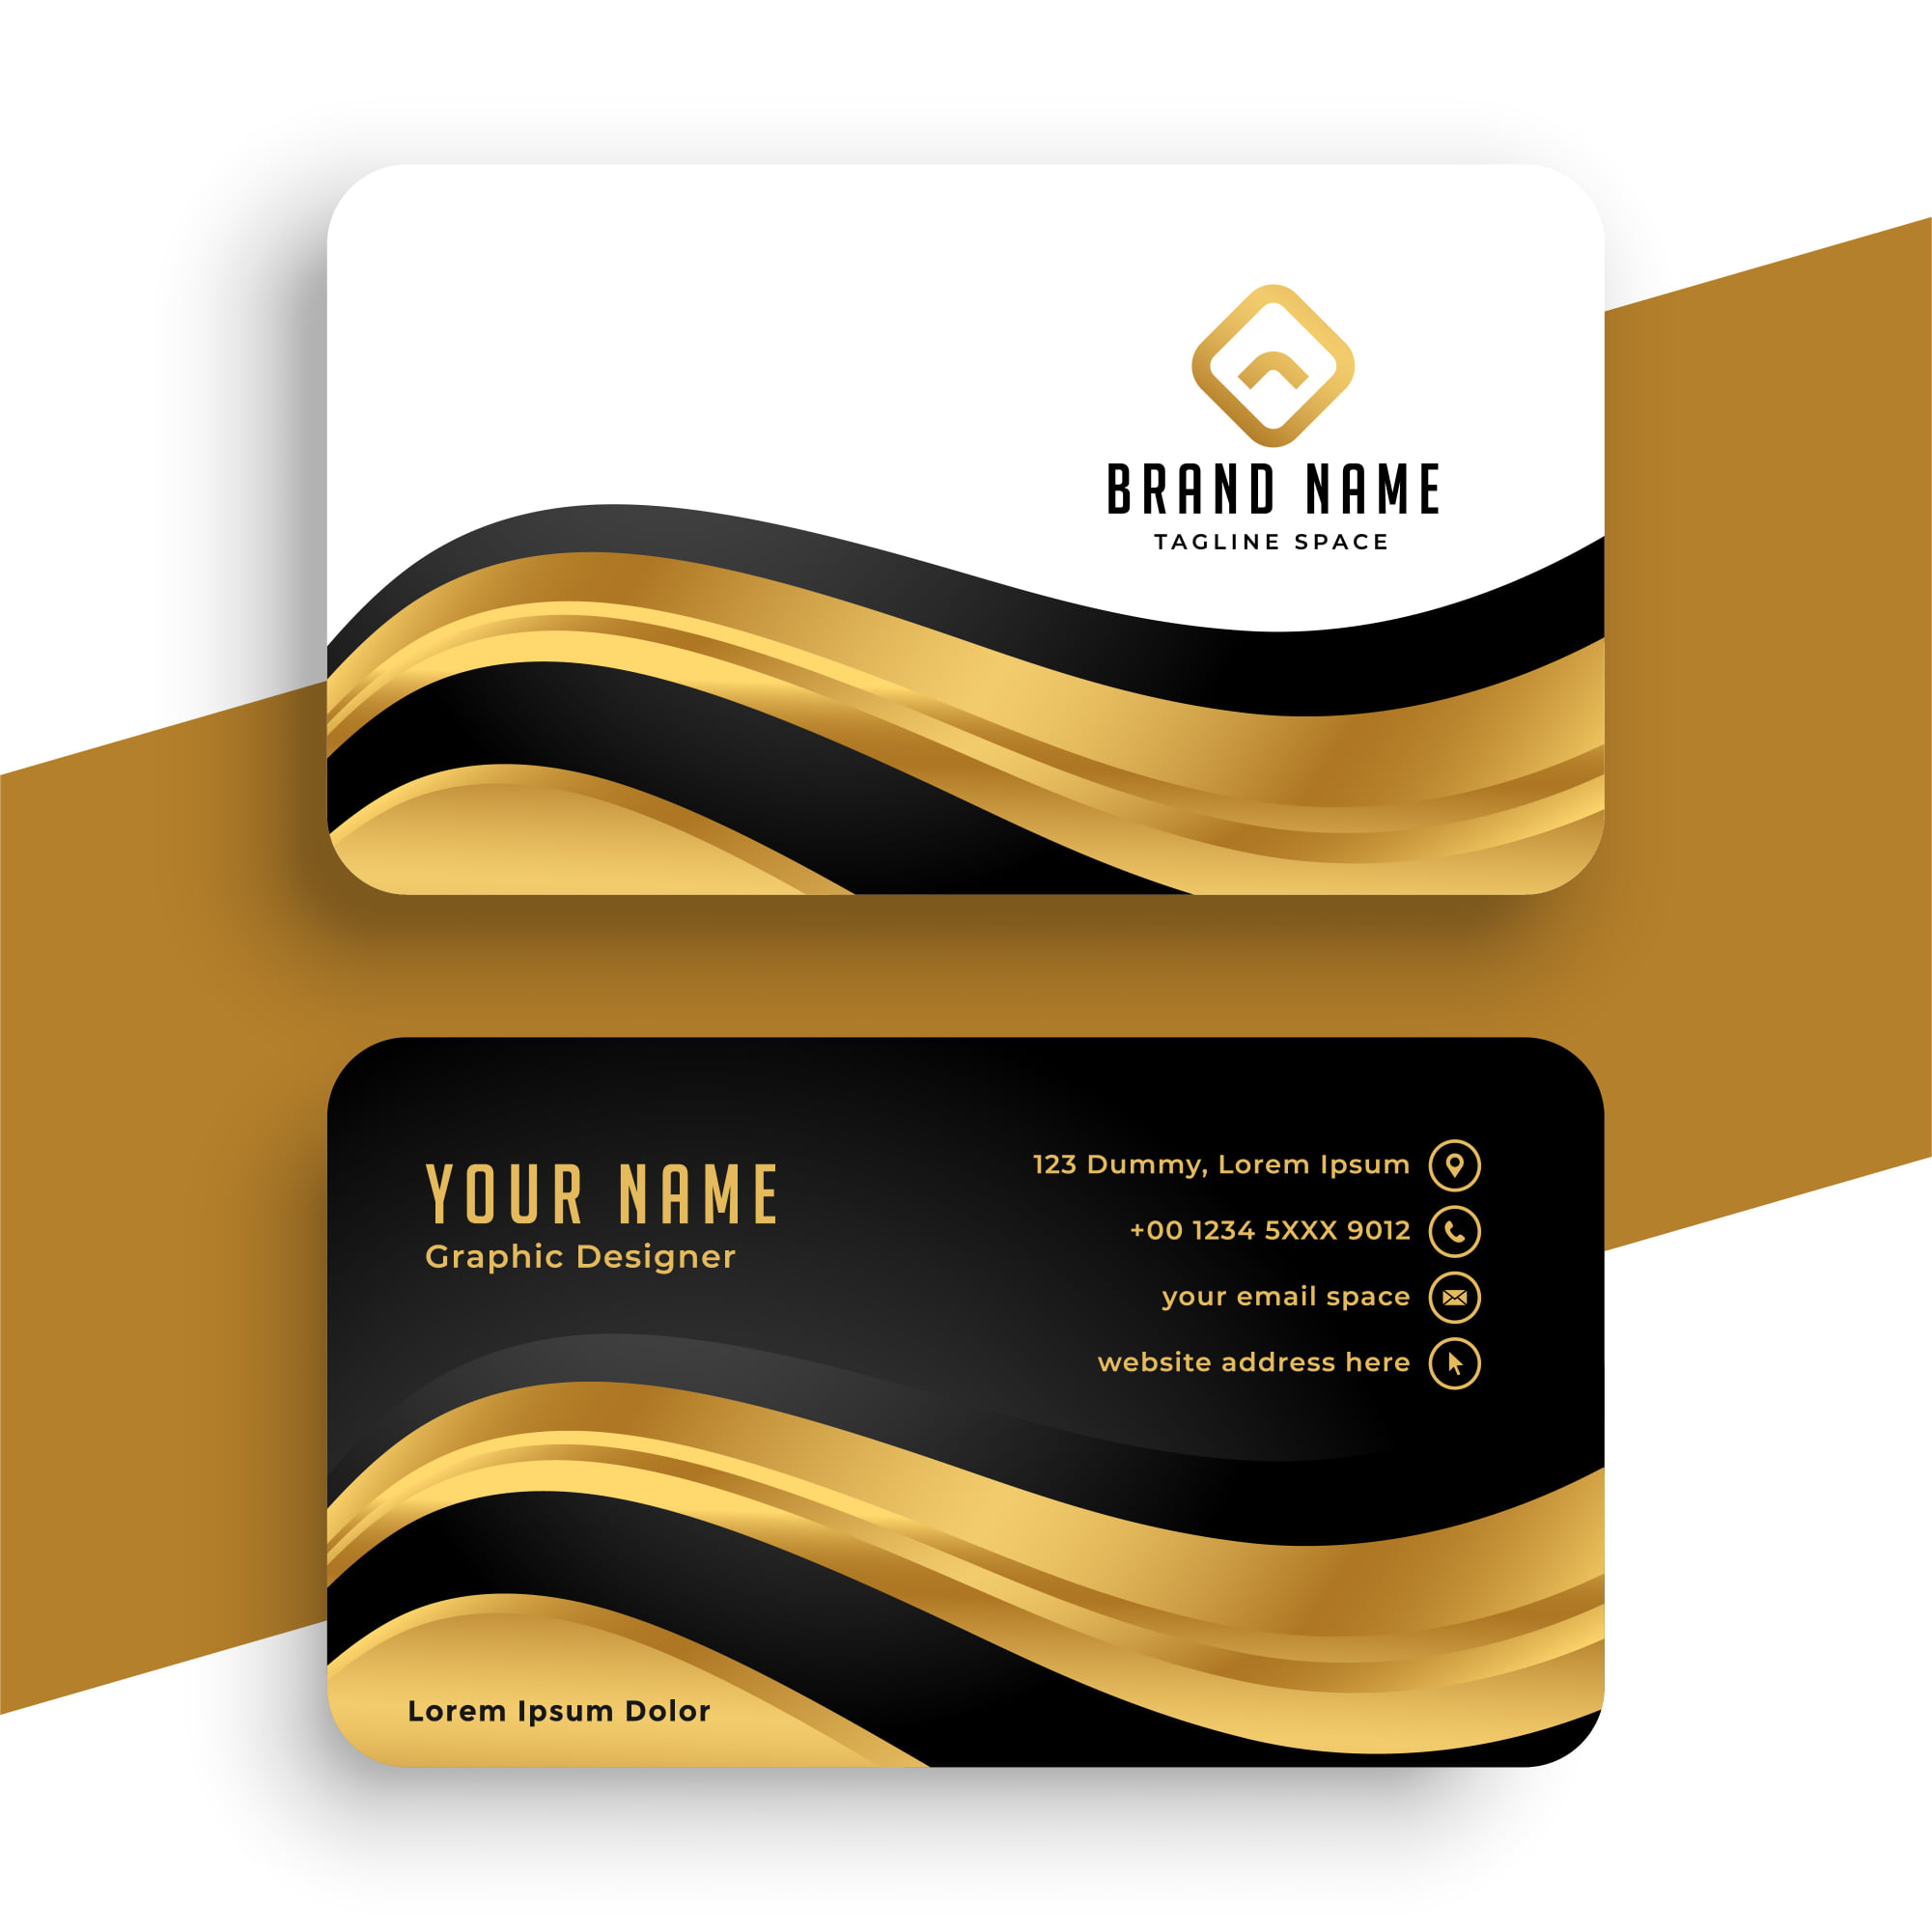 BRAND NAME
TAGLINE SPACE
YOUR NAME
Graphic Designer
123 Dummy, Lorem Ipsum
+00 1234 5XXX 9012
your email space
website address here
Lorem Ipsum Dolor